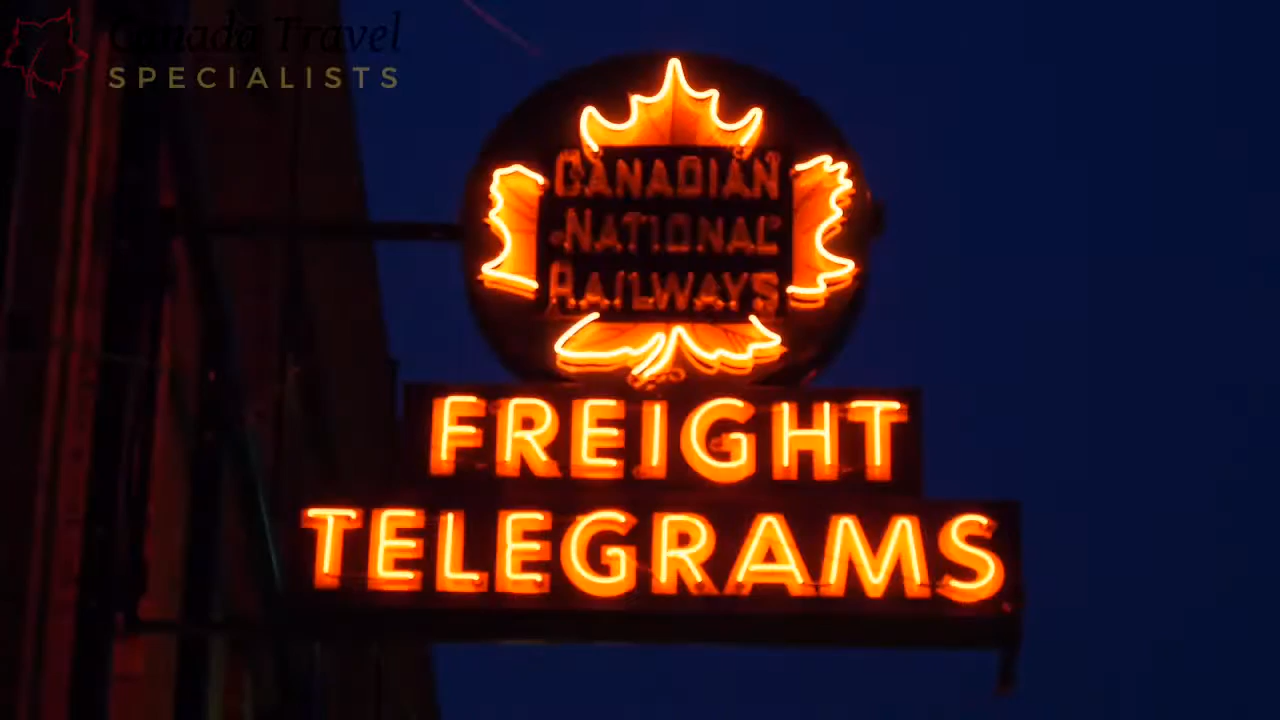 Canada Travel
SPECIALISTS
CANADIAN
NATIONAL
RAILWAYS
FREIGHT
TELEGRAMS